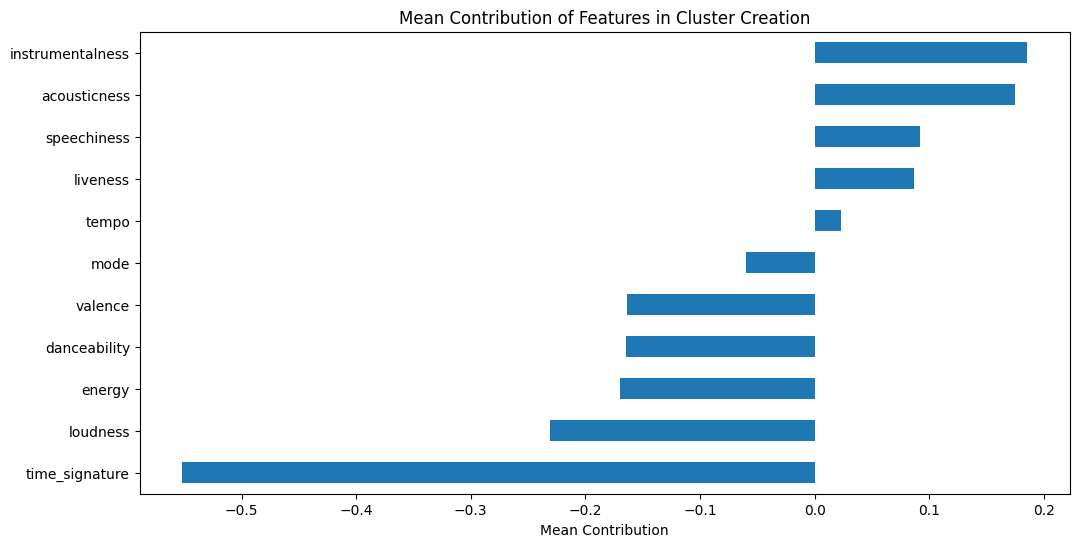 Mean Contribution of Features in Cluster Creation
instrumentalness
acousticness
speechiness
liveness
tempo
mode
valence
danceability
energy
loudness
time_signature
−0.5 −0.4 −0.3 −0.2 −0.1 0.0 0.1 0.2
Mean Contribution